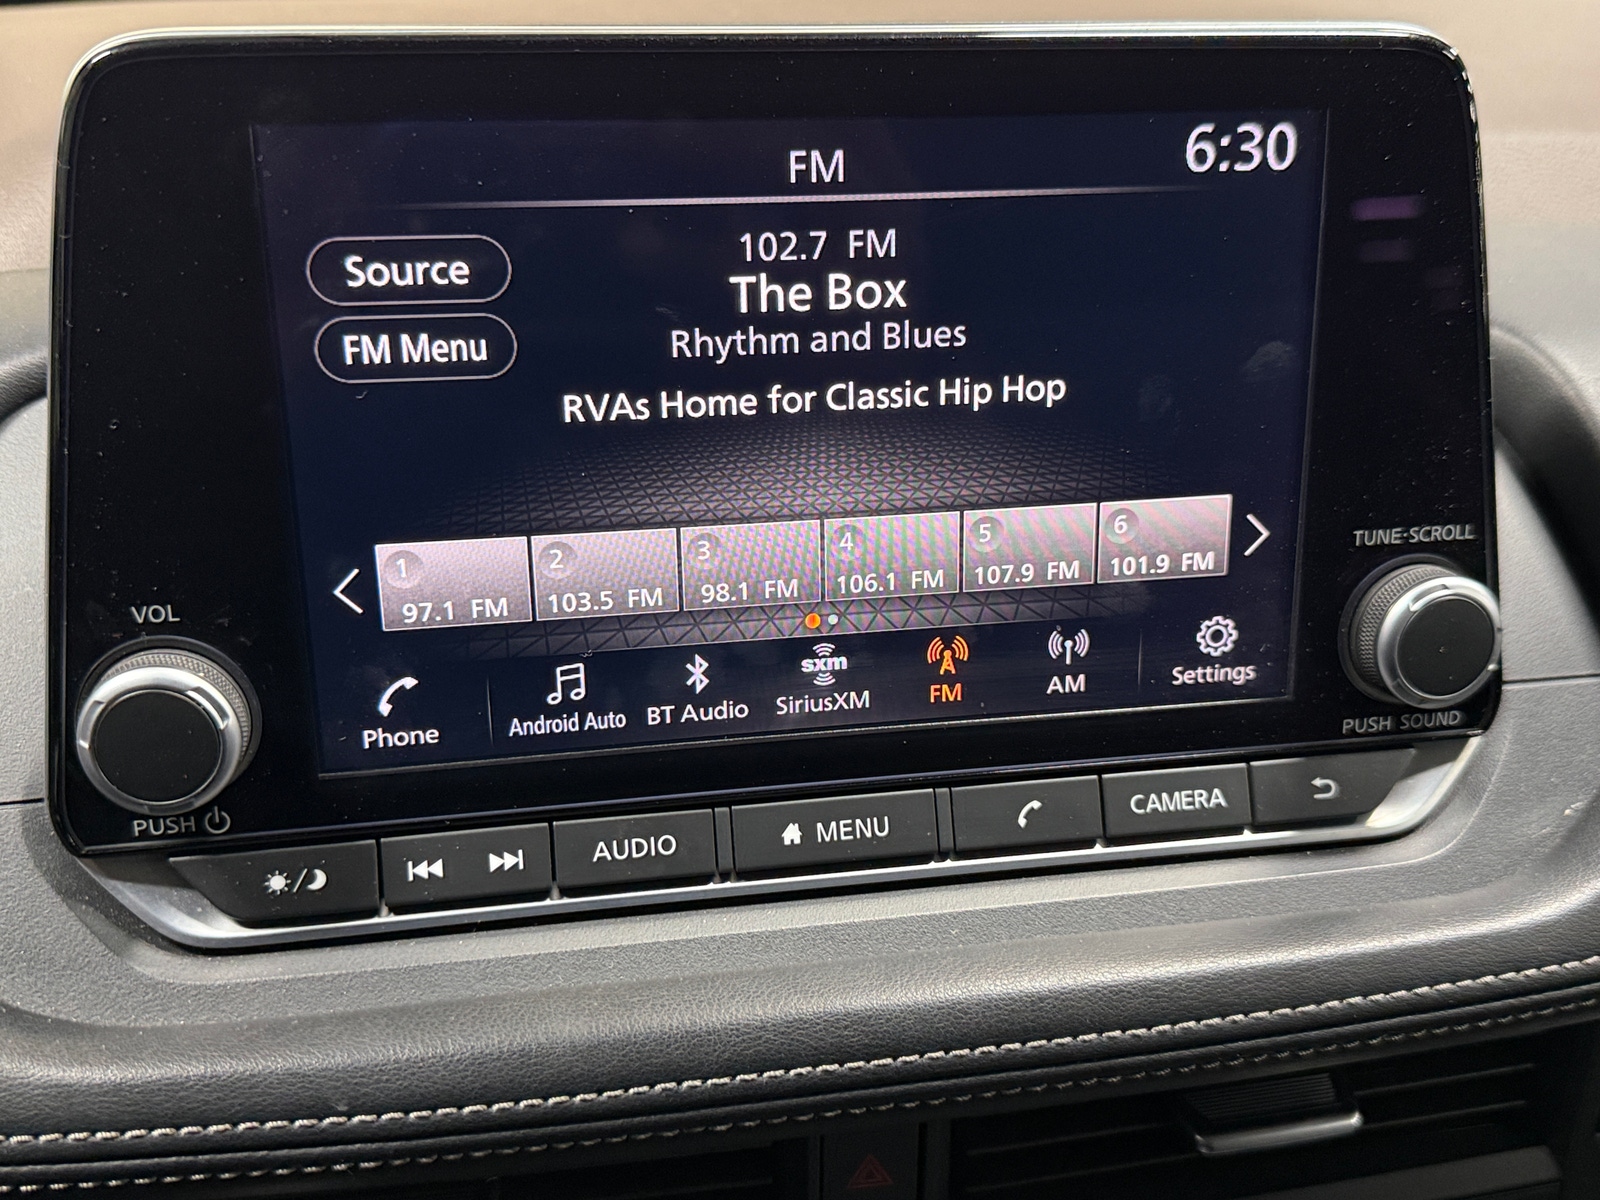 FM
6:30
102.7 FM
The Box
Rhythm and Blues
RVAs Home for Classic Hip Hop
Source
FM Menu
1
97.1 FM
2
103.5 FM
3
98.1 FM
4
106.1 FM
5
107.9 FM
6
101.9 FM
Phone
Android Auto
BT Audio
sxm
SiriusXM
FM
AM
Settings
VOL
PUSH
TUNE·SCROLL
PUSH SOUND
AUDIO
MENU
CAMERA